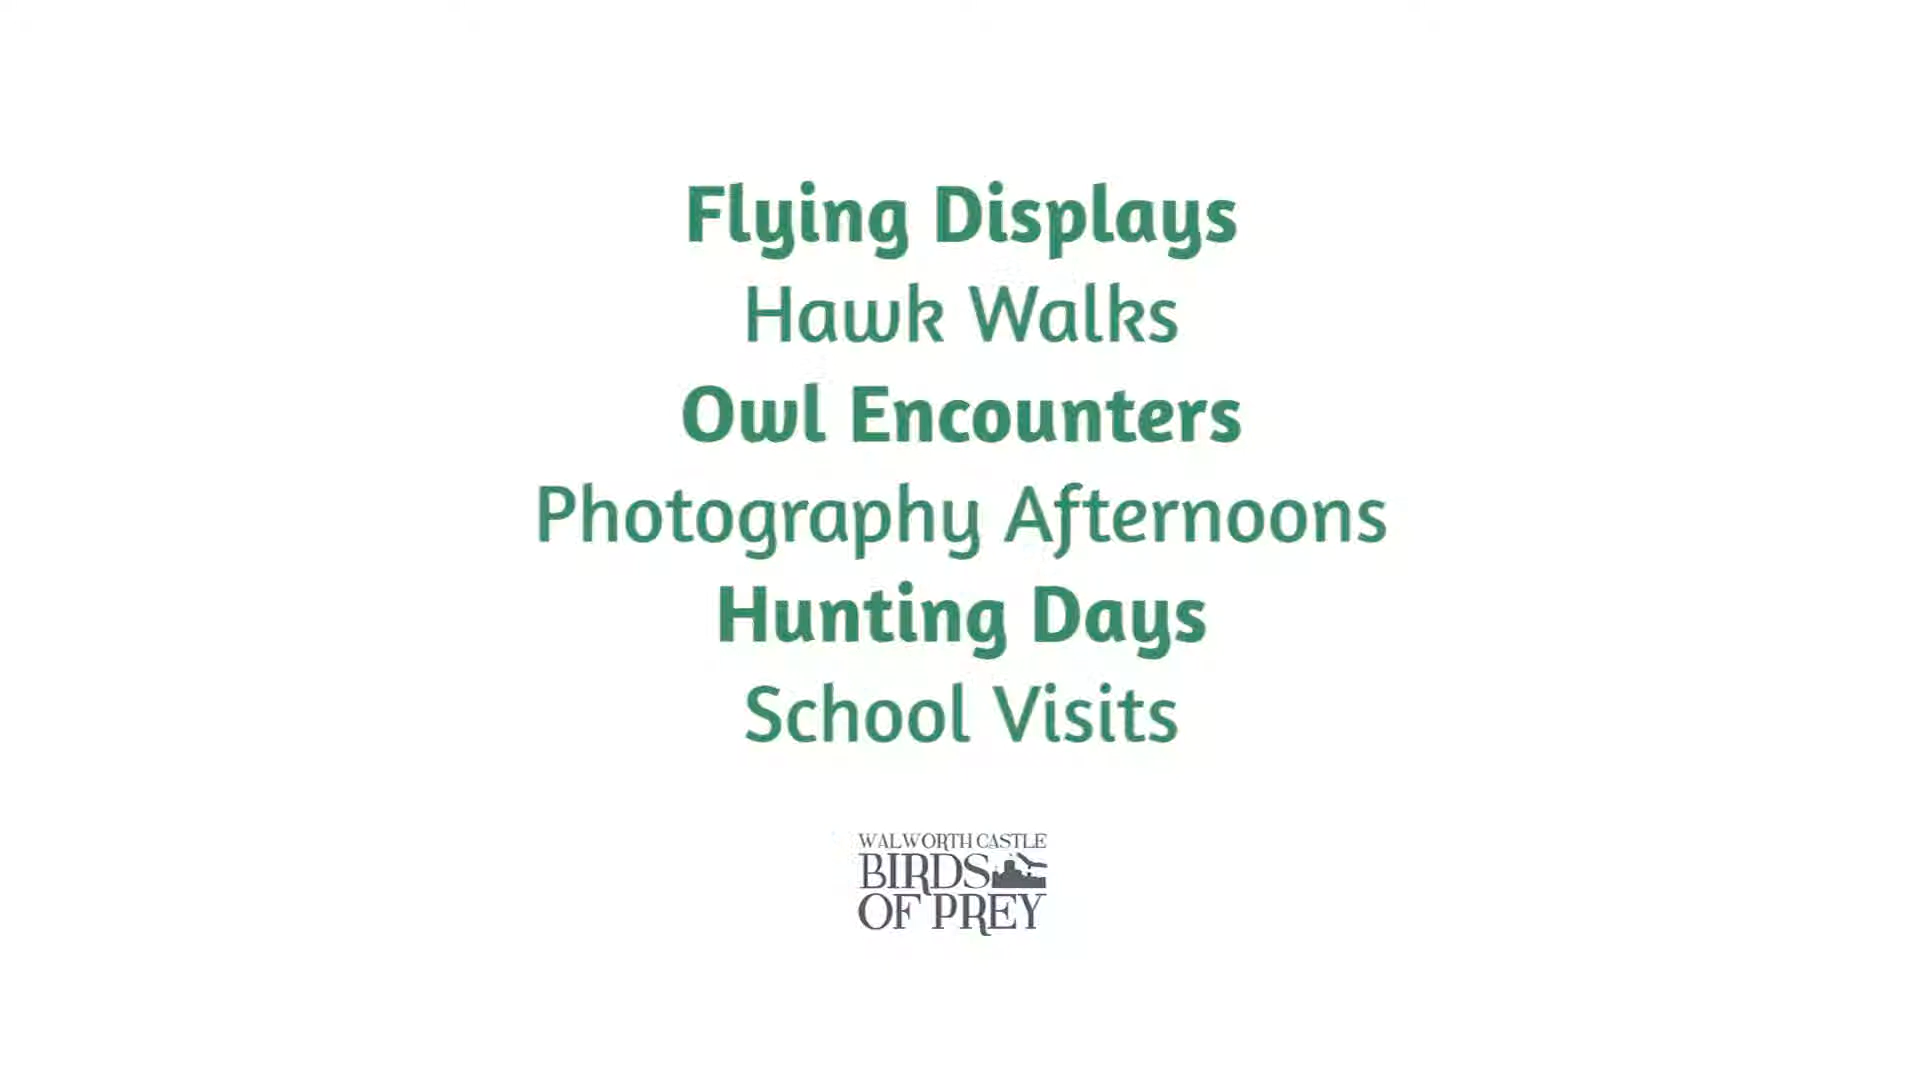 Flying Displays
Hawk Walks
Owl Encounters
Photography Afternoons
Hunting Days
School Visits
WALWORTH CASTLE
BIRDS
OF PREY